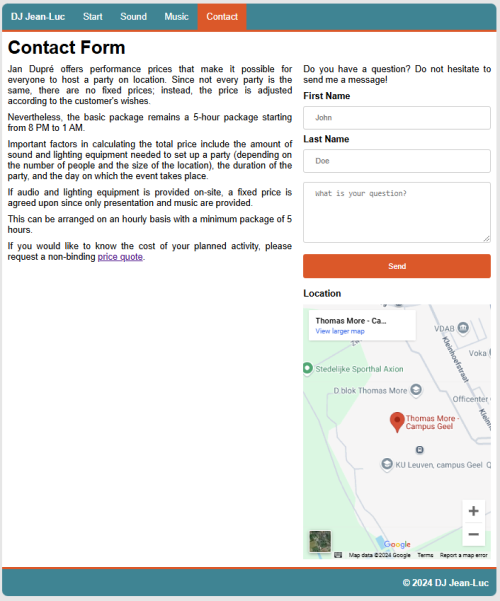 DJ Jean-Luc Start Sound Music Contact
Contact Form
Jan Dupré offers performance prices that make it possible for
everyone to host a party on location. Since not every party is the
same, there are no fixed prices; instead, the price is adjusted
according to the customer's wishes.
Nevertheless, the basic package remains a 5-hour package starting
from 8 PM to 1 AM.
Important factors in calculating the total price include the amount of
sound and lighting equipment needed to set up a party (depending on
the number of people and the size of the location), the duration of the
party, and the day on which the event takes place.
If audio and lighting equipment is provided on-site, a fixed price is
agreed upon since only presentation and music are provided.
This can be arranged on an hourly basis with a minimum package of 5
hours.
If you would like to know the cost of your planned activity, please
request a non-binding price quote.
Do you have a question? Do not hesitate to
send me a message!
First Name
John
Last Name
Doe
What is your question?
Send
Location
Thomas More - Ca...
View larger map
VDAB
Kleinhoefstraat
Voka
Stedelijke Sporthal Axion
D blok Thomas More
Officenter
Thomas More -
Campus Geel
KU Leuven, campus Geel
Google
Map data ©2024 Google Terms Report a map error
© 2024 DJ Jean-Luc